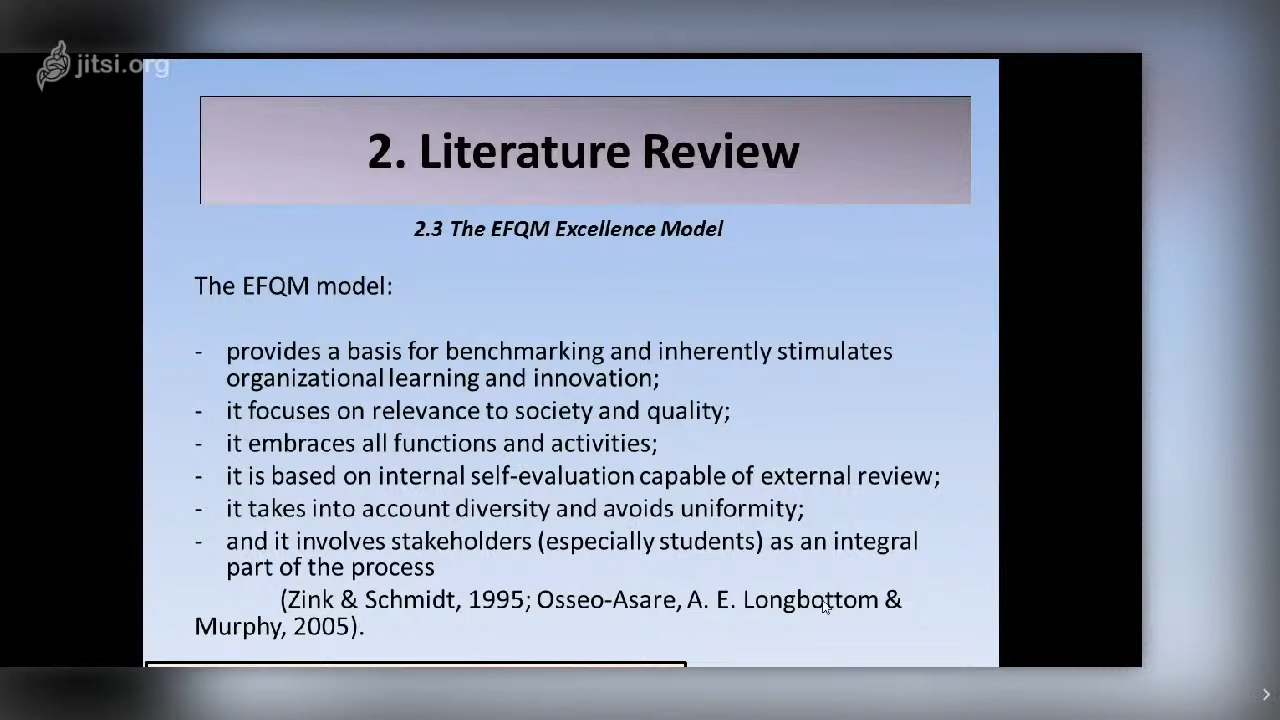 jitsi.org
2. Literature Review
2.3 The EFQM Excellence Model
The EFQM model:
- provides a basis for benchmarking and inherently stimulates
organizational learning and innovation;
- it focuses on relevance to society and quality;
- it embraces all functions and activities;
- it is based on internal self-evaluation capable of external review;
- it takes into account diversity and avoids uniformity;
- and it involves stakeholders (especially students) as an integral
part of the process
(Zink & Schmidt, 1995; Osseo-Asare, A. E. Longbottom &
Murphy, 2005).